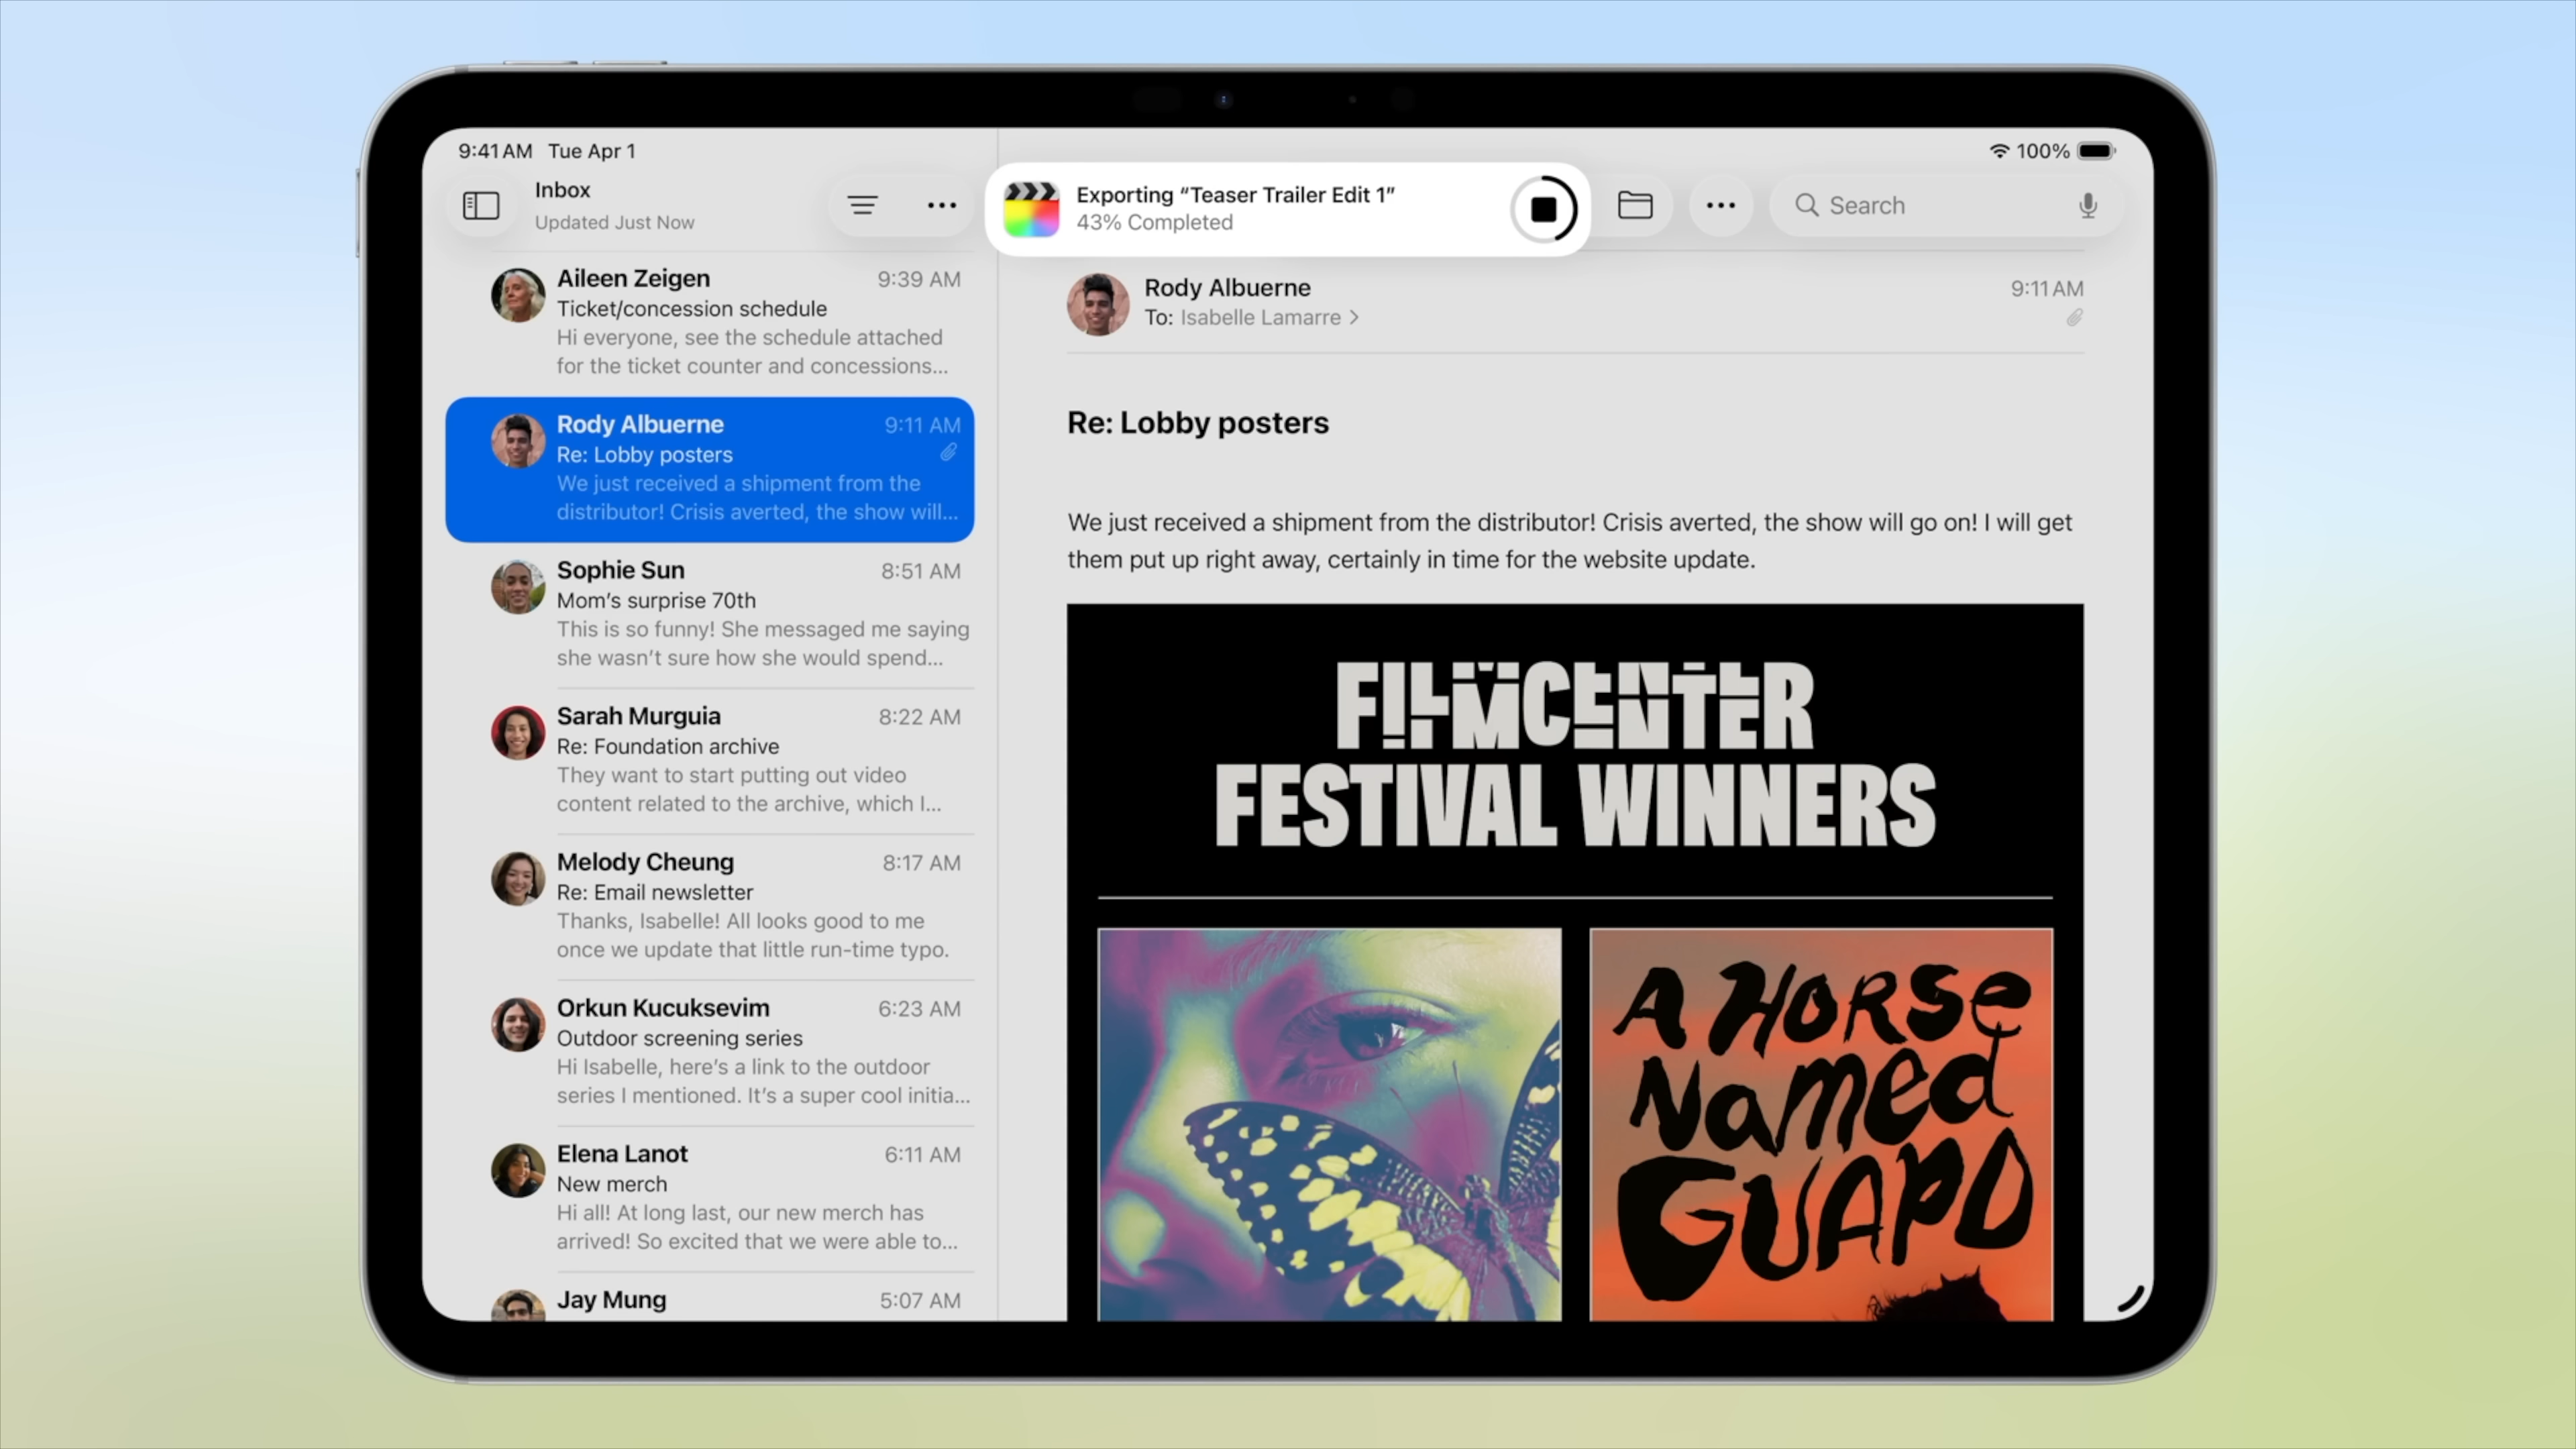 9:41 AM Tue Apr 1
100%
Inbox
Updated Just Now
Exporting “Teaser Trailer Edit 1”
43% Completed
Search
Aileen Zeigen 9:39 AM
Ticket/concession schedule
Hi everyone, see the schedule attached
for the ticket counter and concessions...
Rody Albuerne 9:11 AM
Re: Lobby posters
We just received a shipment from the
distributor! Crisis averted, the show will...
Sophie Sun 8:51 AM
Mom’s surprise 70th
This is so funny! She messaged me saying
she wasn’t sure how she would spend...
Sarah Murguia 8:22 AM
Re: Foundation archive
They want to start putting out video
content related to the archive, which I...
Melody Cheung 8:17 AM
Re: Email newsletter
Thanks, Isabelle! All looks good to me
once we update that little run-time typo.
Orkun Kucuksevim 6:23 AM
Outdoor screening series
Hi Isabelle, here’s a link to the outdoor
series I mentioned. It’s a super cool initia...
Elena Lanot 6:11 AM
New merch
Hi all! At long last, our new merch has
arrived! So excited that we were able to...
Jay Mung 5:07 AM
Rody Albuerne 9:11 AM
To: Isabelle Lamarre
Re: Lobby posters
We just received a shipment from the distributor! Crisis averted, the show will go on! I will get
them put up right away, certainly in time for the website update.
FILMCENTER
FESTIVAL WINNERS
A HORSe
NameD
GUAPO